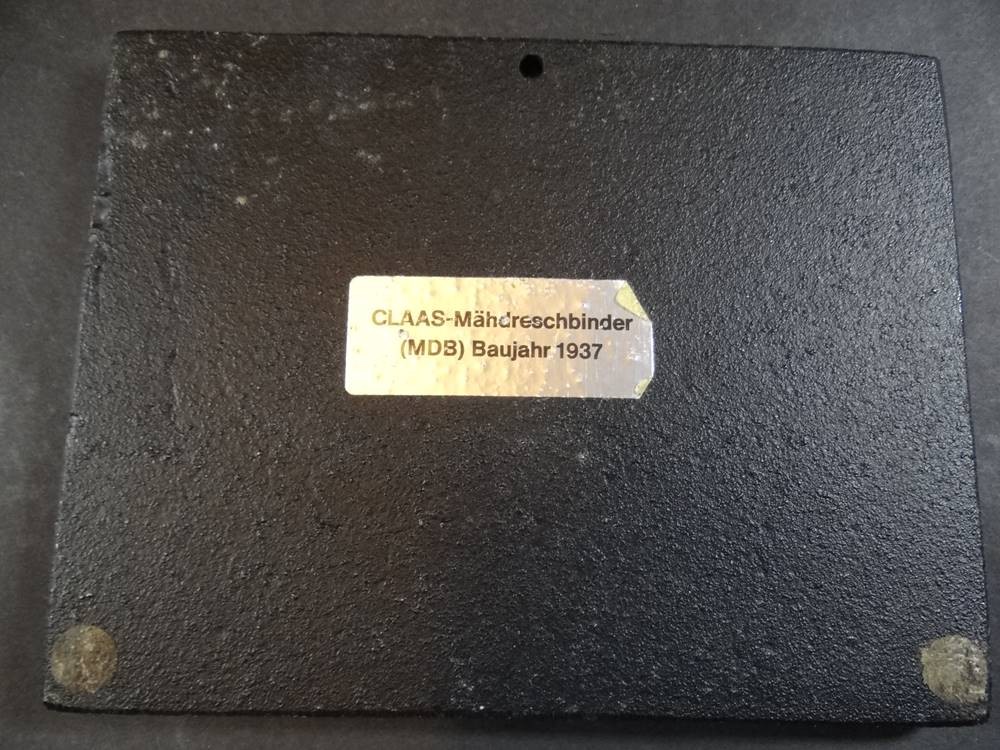 CLAAS-Mähdreschbinder
(MDB) Baujahr 1937